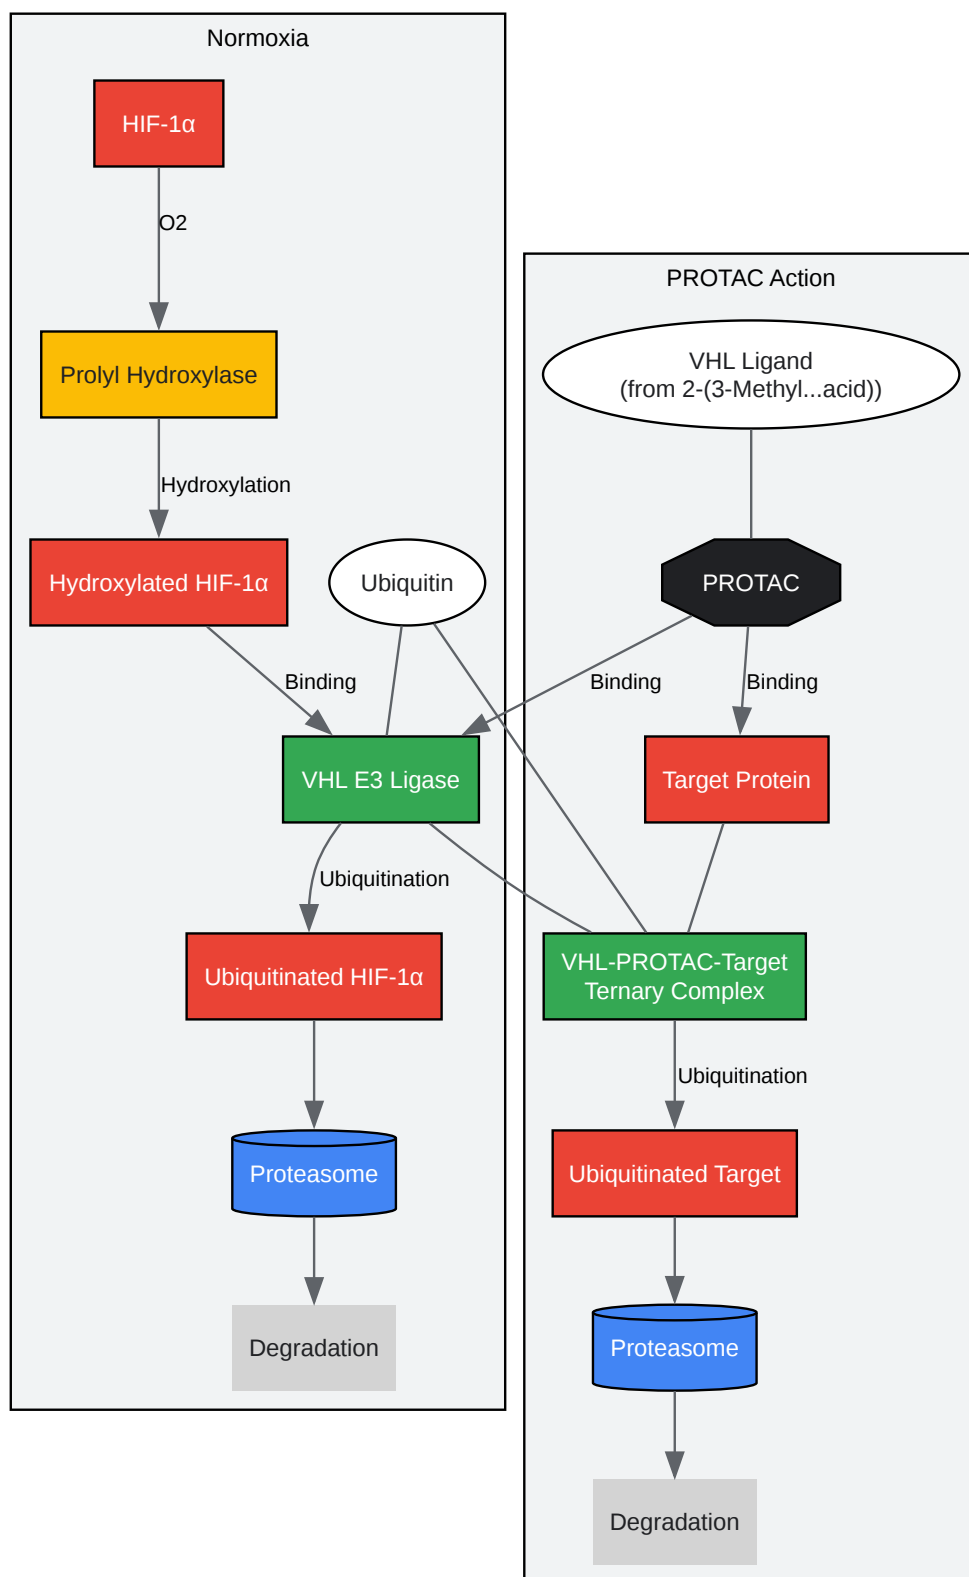 Normoxia
HIF-1α
O2
Prolyl Hydroxylase
Hydroxylation
Hydroxylated HIF-1α
Ubiquitin
Binding
VHL E3 Ligase
Ubiquitination
Ubiquitinated HIF-1α
Proteasome
Degradation
PROTAC Action
VHL Ligand
(from 2-(3-Methyl...acid))
PROTAC
Binding
Binding
Target Protein
VHL-PROTAC-Target
Ternary Complex
Ubiquitination
Ubiquitinated Target
Proteasome
Degradation